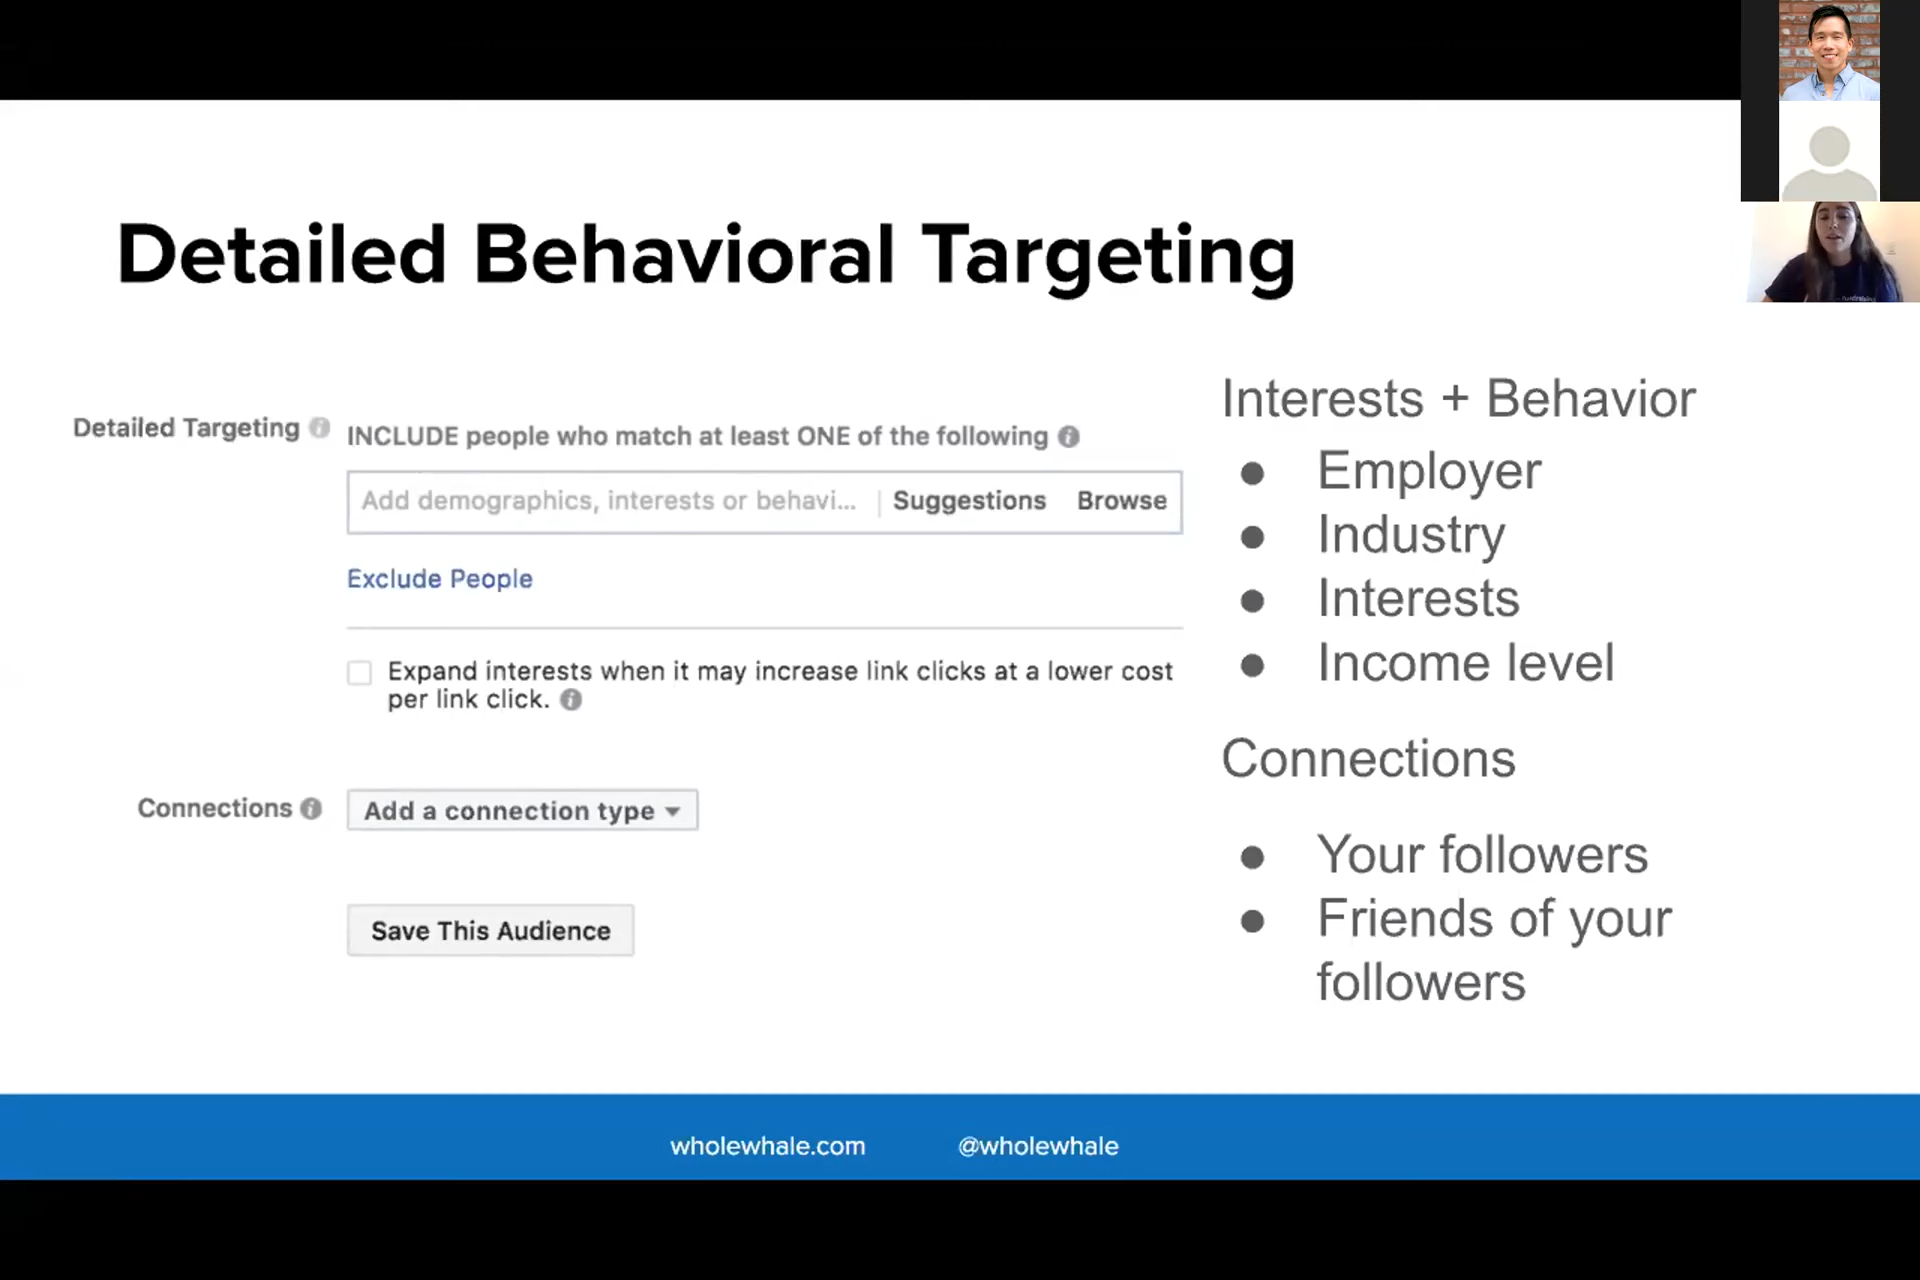 Detailed Behavioral Targeting
Detailed Targeting
INCLUDE people who match at least ONE of the following
Add demographics, interests or behavi... Suggestions Browse
Exclude People
Expand interests when it may increase link clicks at a lower cost
per link click.
Connections
Add a connection type
Save This Audience
Interests + Behavior
● Employer
● Industry
● Interests
● Income level
Connections
● Your followers
● Friends of your
followers
wholewhale.com @wholewhale